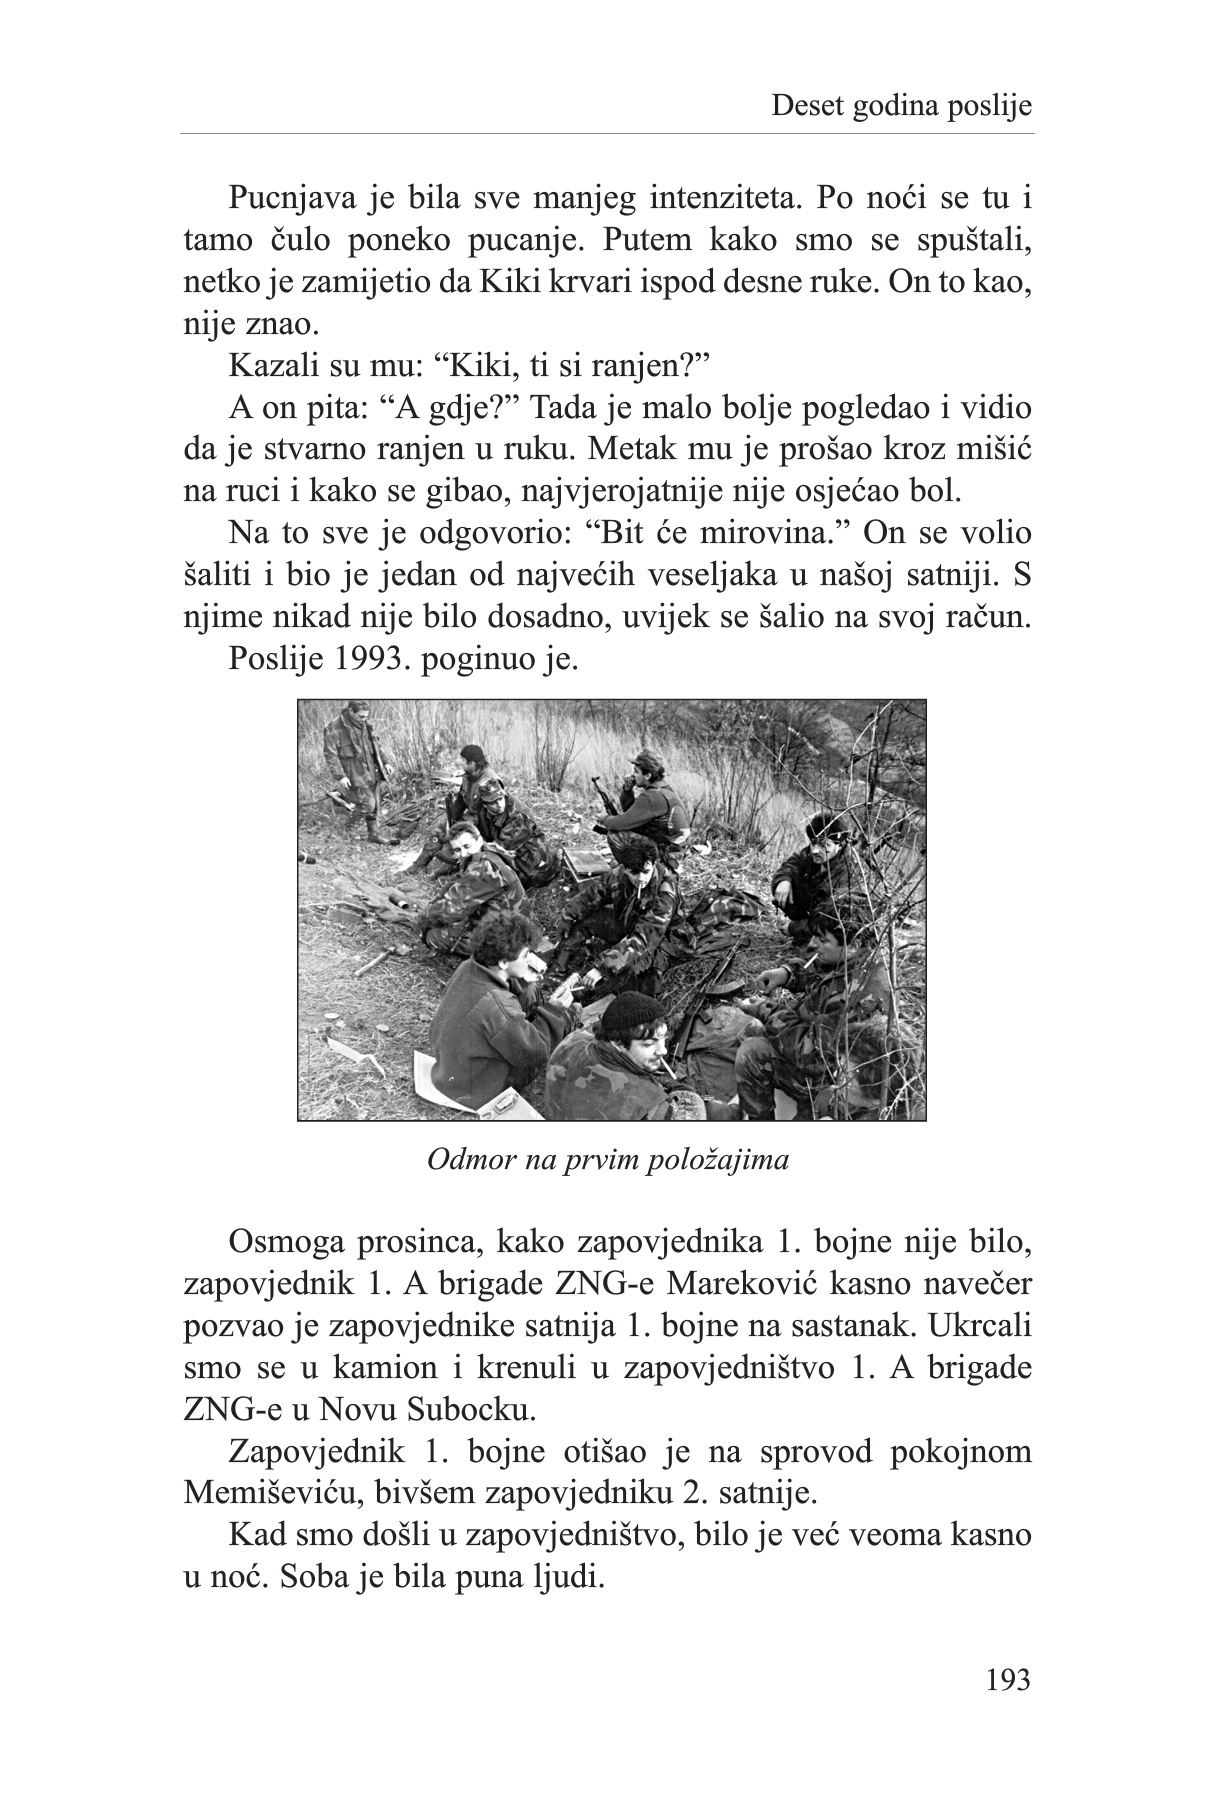 Deset godina poslije
Pucnjava je bila sve manjeg intenziteta. Po noći se tu i
tamo čulo poneko pucanje. Putem kako smo se spuštali,
netko je zamijetio da Kiki krvari ispod desne ruke. On to kao,
nije znao.
Kazali su mu: “Kiki, ti si ranjen?”
A on pita: “A gdje?” Tada je malo bolje pogledao i vidio
da je stvarno ranjen u ruku. Metak mu je prošao kroz mišić
na ruci i kako se gibao, najvjerojatnije nije osjećao bol.
Na to sve je odgovorio: “Bit će mirovina.” On se volio
šaliti i bio je jedan od najvećih veseljaka u našoj satniji. S
njime nikad nije bilo dosadno, uvijek se šalio na svoj račun.
Poslije 1993. poginuo je.
Odmor na prvim položajima
Osmoga prosinca, kako zapovjednika 1. bojne nije bilo,
zapovjednik 1. A brigade ZNG-e Mareković kasno navečer
pozvao je zapovjednike satnija 1. bojne na sastanak. Ukrcali
smo se u kamion i krenuli u zapovjedništvo 1. A brigade
ZNG-e u Novu Subocku.
Zapovjednik 1. bojne otišao je na sprovod pokojnom
Memiševiću, bivšem zapovjedniku 2. satnije.
Kad smo došli u zapovjedništvo, bilo je već veoma kasno
u noć. Soba je bila puna ljudi.
193